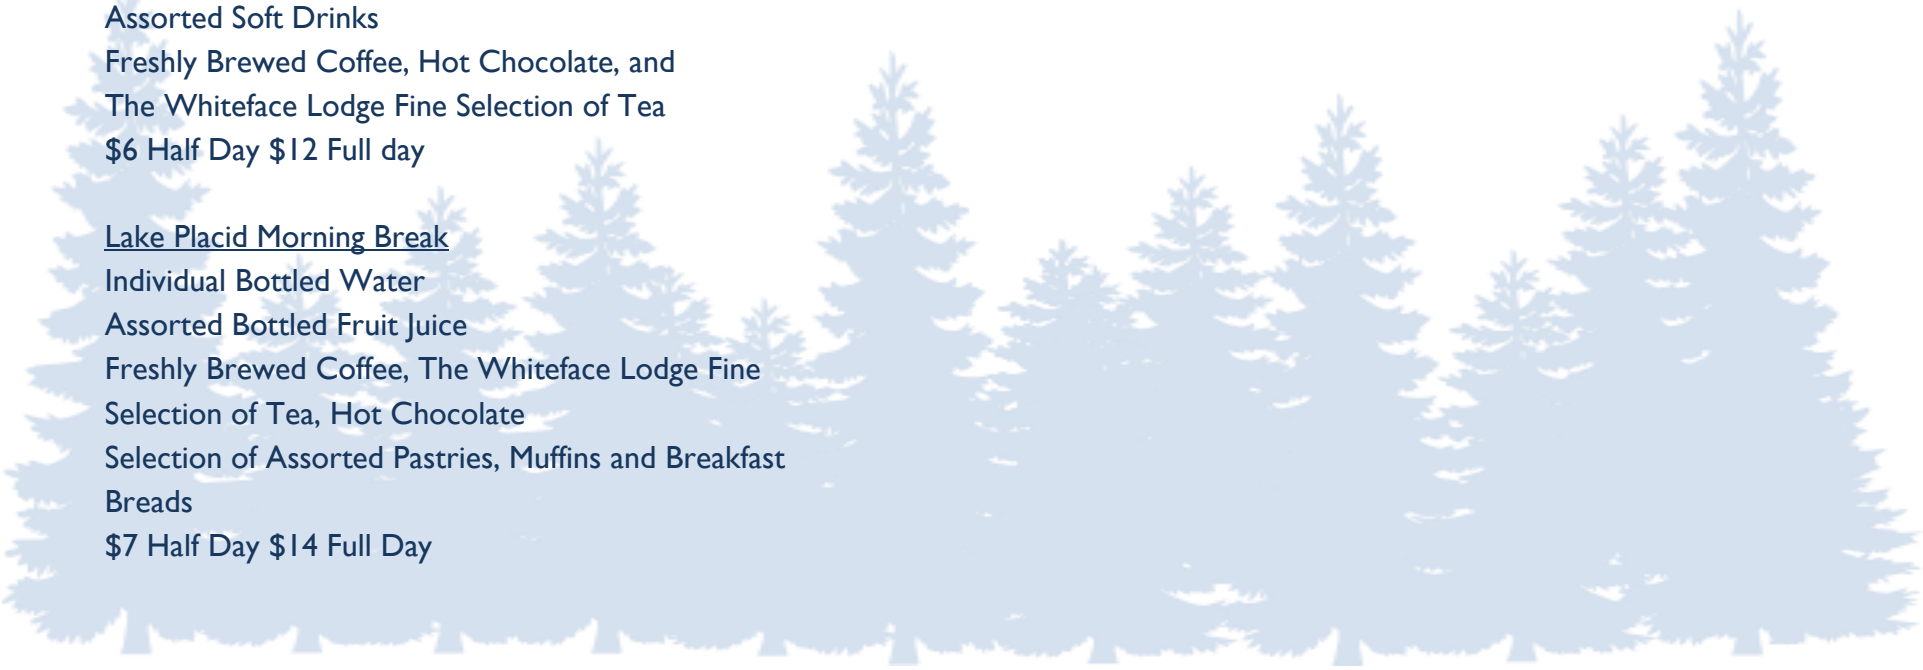 Assorted Soft Drinks
Freshly Brewed Coffee, Hot Chocolate, and
The Whiteface Lodge Fine Selection of Tea
$6 Half Day $12 Full day
Lake Placid Morning Break
Individual Bottled Water
Assorted Bottled Fruit Juice
Freshly Brewed Coffee, The Whiteface Lodge Fine
Selection of Tea, Hot Chocolate
Selection of Assorted Pastries, Muffins and Breakfast
Breads
$7 Half Day $14 Full Day